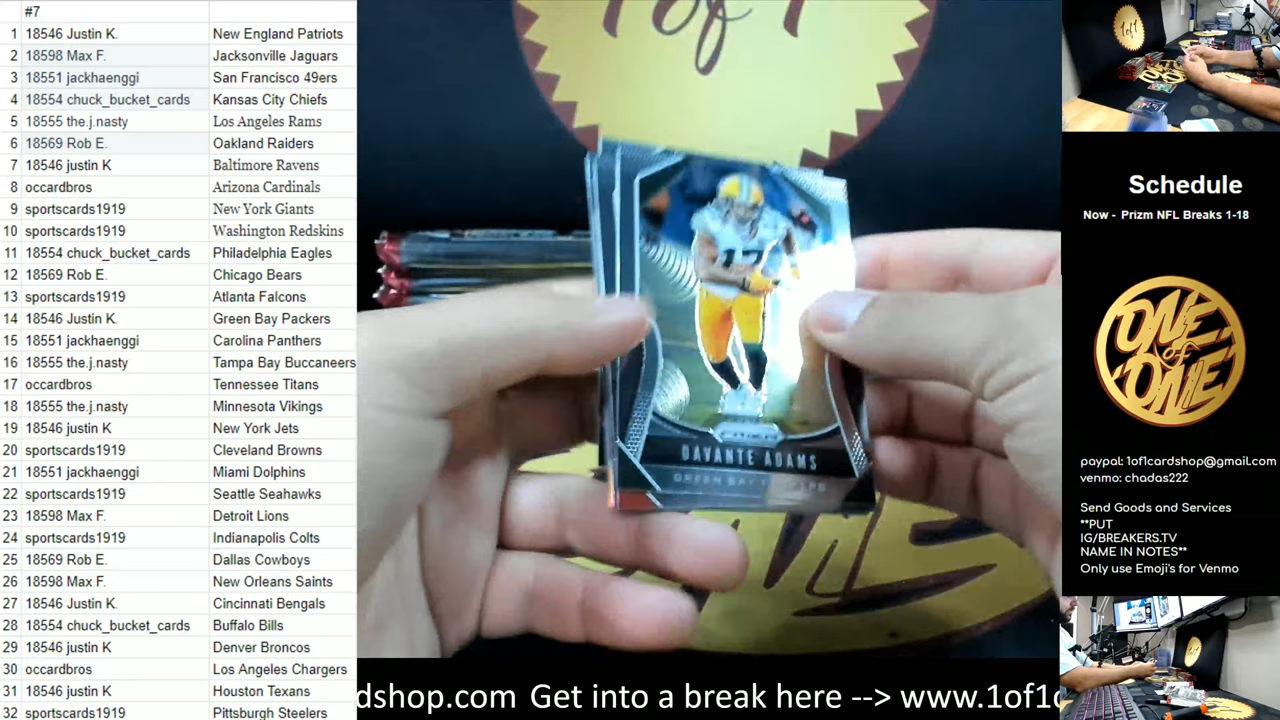 #7
1 18546 Justin K. New England Patriots
2 18598 Max F. Jacksonville Jaguars
3 18551 jackhaenggi San Francisco 49ers
4 18554 chuck_bucket_cards Kansas City Chiefs
5 18555 the.j.nasty Los Angeles Rams
6 18569 Rob E. Oakland Raiders
7 18546 justin K Baltimore Ravens
8 occardbros Arizona Cardinals
9 sportscards1919 New York Giants
10 sportscards1919 Washington Redskins
11 18554 chuck_bucket_cards Philadelphia Eagles
12 18569 Rob E. Chicago Bears
13 sportscards1919 Atlanta Falcons
14 18546 Justin K. Green Bay Packers
15 18551 jackhaenggi Carolina Panthers
16 18555 the.j.nasty Tampa Bay Buccaneers
17 occardbros Tennessee Titans
18 18555 the.j.nasty Minnesota Vikings
19 18546 justin K New York Jets
20 sportscards1919 Cleveland Browns
21 18551 jackhaenggi Miami Dolphins
22 sportscards1919 Seattle Seahawks
23 18598 Max F. Detroit Lions
24 sportscards1919 Indianapolis Colts
25 18569 Rob E. Dallas Cowboys
26 18598 Max F. New Orleans Saints
27 18546 Justin K. Cincinnati Bengals
28 18554 chuck_bucket_cards Buffalo Bills
29 18546 justin K Denver Broncos
30 occardbros Los Angeles Chargers
31 18546 justin K Houston Texans
32 sportscards1919 Pittsburgh Steelers
of 1
17
DAVANTE ADAMS
GREEN BAY
dshop.com Get into a break here --> www.1of1c
1of1
Schedule
Now - Prizm NFL Breaks 1-18
ONE
of
ONE
paypal: 1of1cardshop@gmail.com
venmo: chadas222
Send Goods and Services
**PUT
IG/BREAKERS.TV
NAME IN NOTES**
Only use Emoji's for Venmo